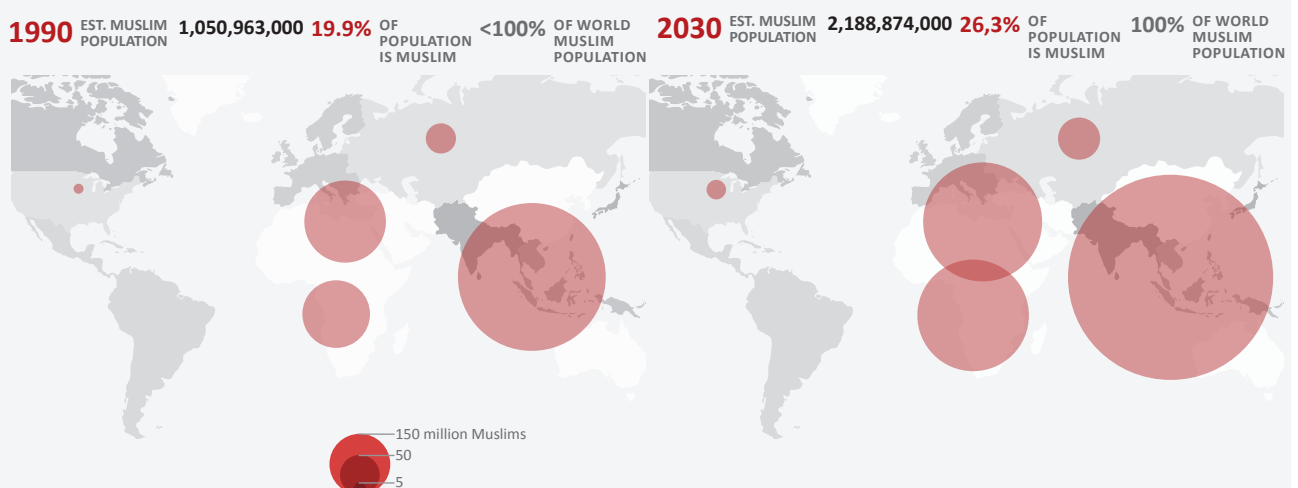 1990 EST. MUSLIM POPULATION 1,050,963,000 19.9% OF POPULATION IS MUSLIM <100% OF WORLD MUSLIM POPULATION
2030 EST. MUSLIM POPULATION 2,188,874,000 26,3% OF POPULATION IS MUSLIM 100% OF WORLD MUSLIM POPULATION
150 million Muslims
50
5